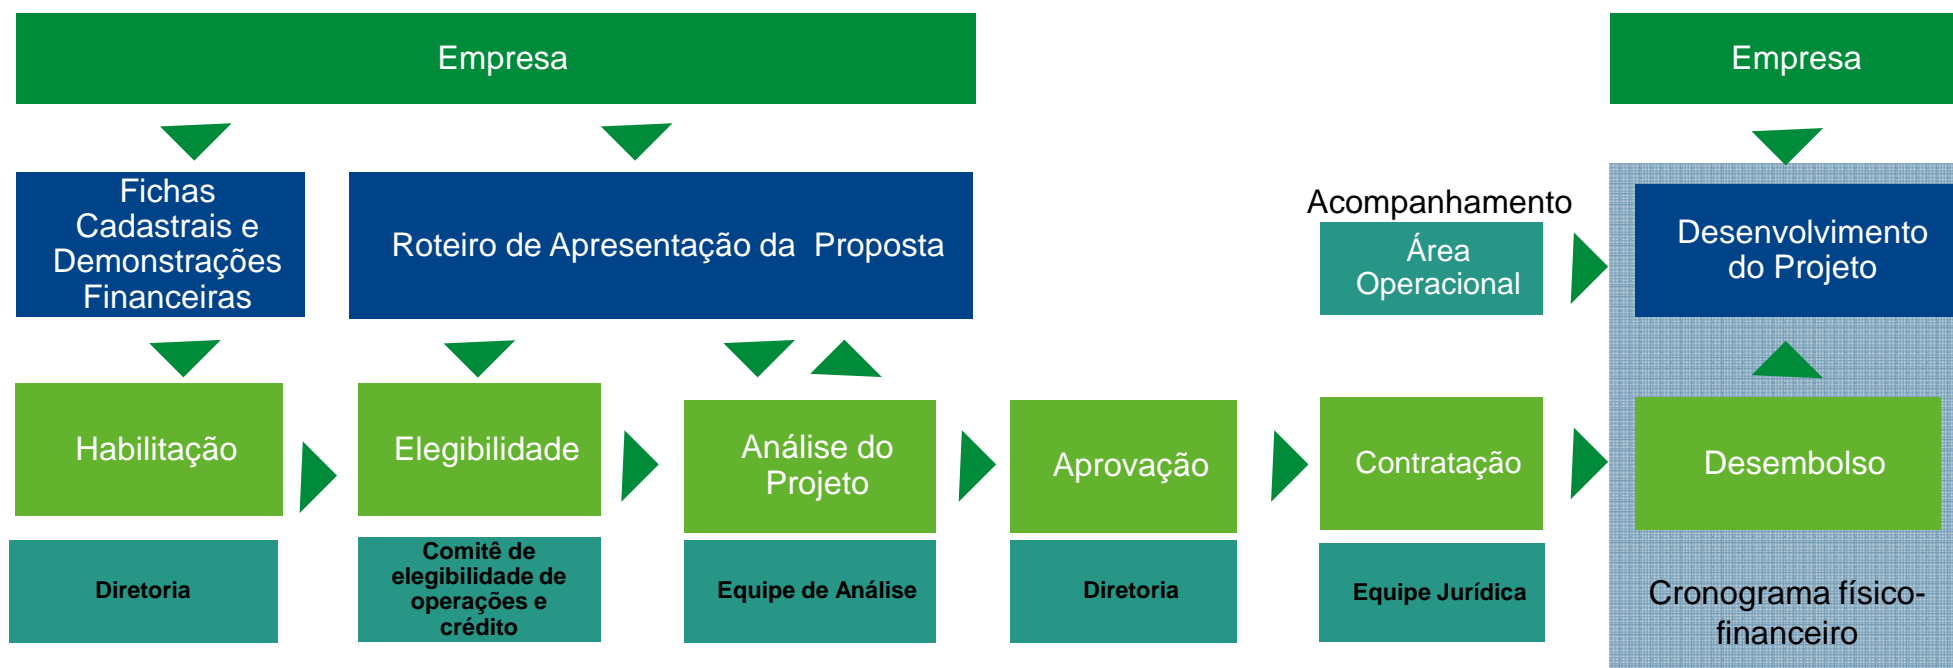 Empresa
Empresa
Fichas
Cadastrais e
Demonstrações
Financeiras
Roteiro de Apresentação da  Proposta
Acompanhamento
Área
Operacional
Desenvolvimento
do Projeto
Habilitação
Elegibilidade
Análise do
Projeto
Aprovação
Contratação
Desembolso
Diretoria
Comitê de
elegibilidade de
operações e
crédito
Equipe de Análise
Diretoria
Equipe Jurídica
Cronograma físico-
financeiro